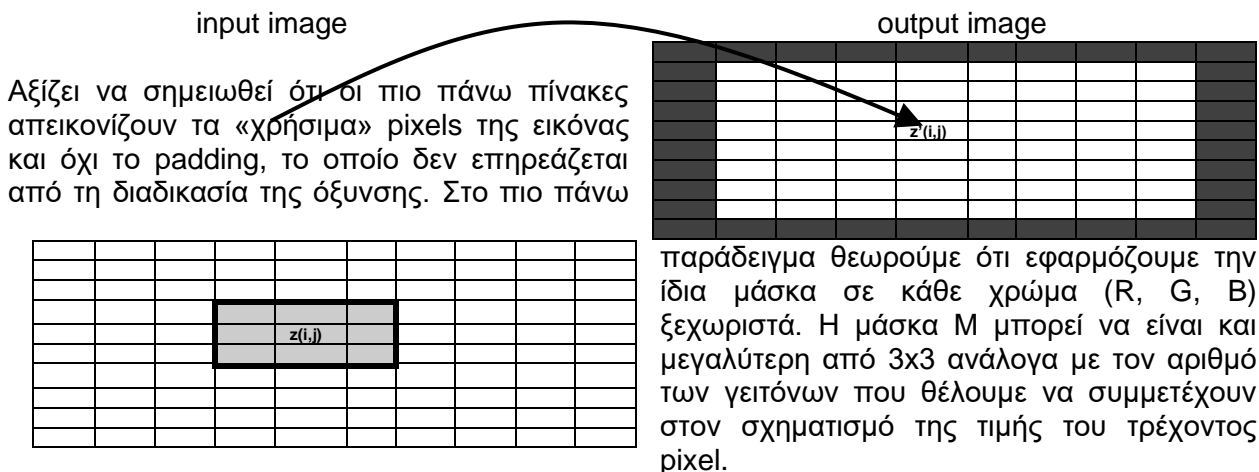 input image
output image
Αξίζει να σημειωθεί ότι οι πιο πάνω πίνακες
απεικονίζουν τα «χρήσιμα» pixels της εικόνας
και όχι το padding, το οποίο δεν επηρεάζεται
από τη διαδικασία της όξυνσης. Στο πιο πάνω
z'(i,j)
z(i,j)
παράδειγμα θεωρούμε ότι εφαρμόζουμε την
ίδια μάσκα σε κάθε χρώμα (R, G, B)
ξεχωριστά. Η μάσκα Μ μπορεί να είναι και
μεγαλύτερη από 3x3 ανάλογα με τον αριθμό
των γειτόνων που θέλουμε να συμμετέχουν
στον σχηματισμό της τιμής του τρέχοντος
pixel.